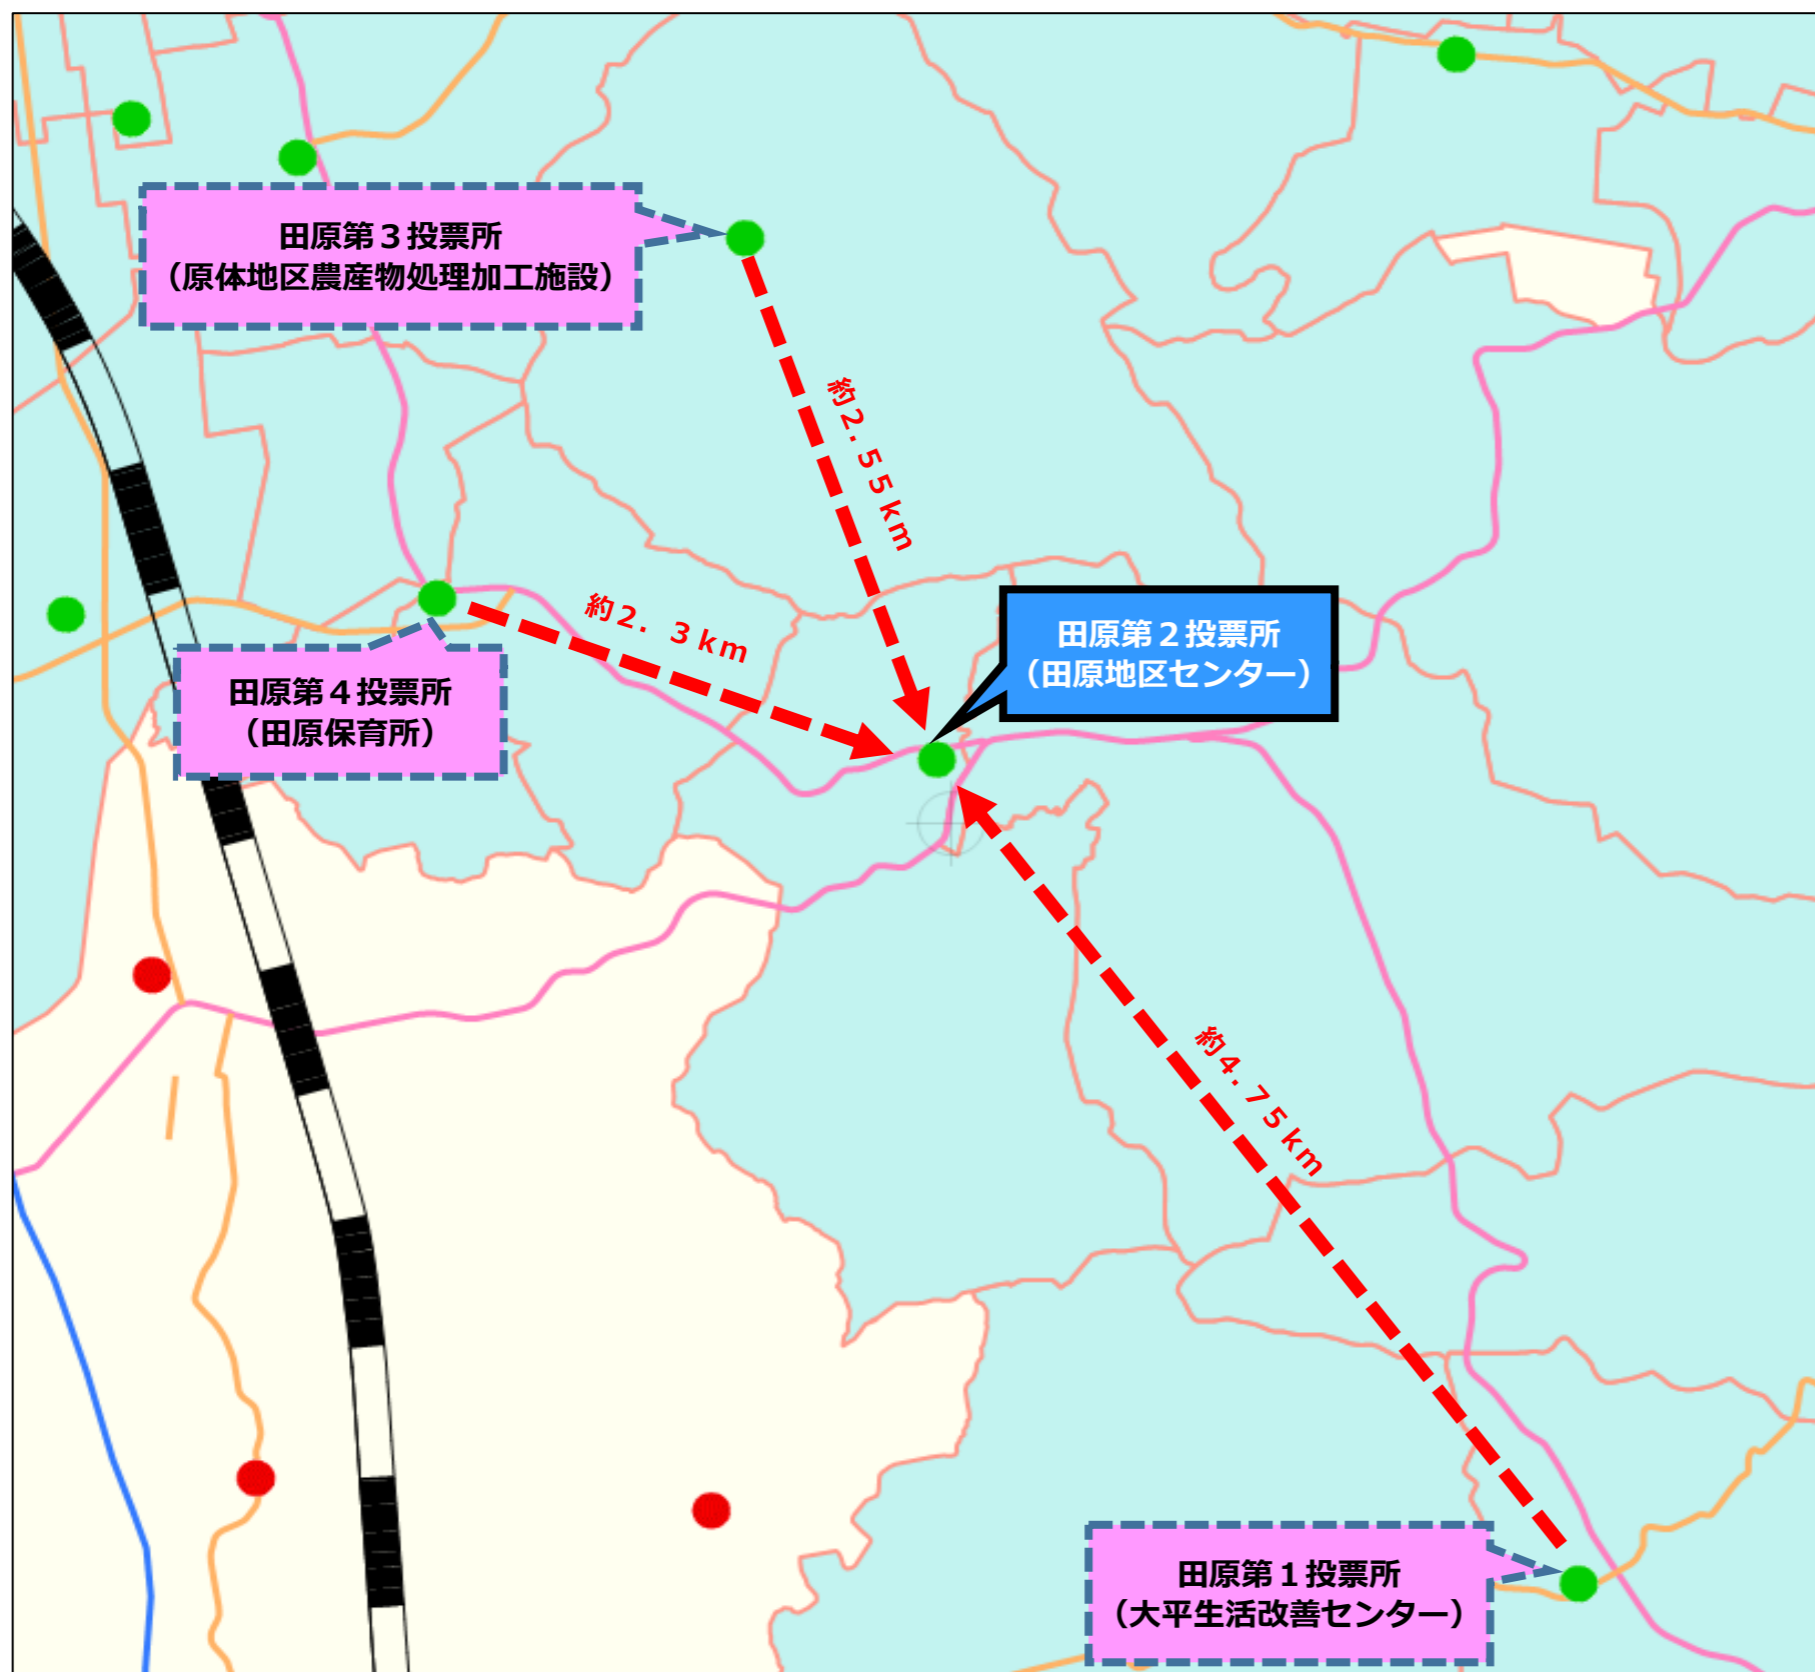 田原第３投票所
（原体地区農産物処理加工施設）
約２．５５ｋｍ
約２．３ｋｍ
田原第２投票所
（田原地区センター）
田原第４投票所
（田原保育所）
約４．７５ｋｍ
田原第１投票所
（大平生活改善センター）